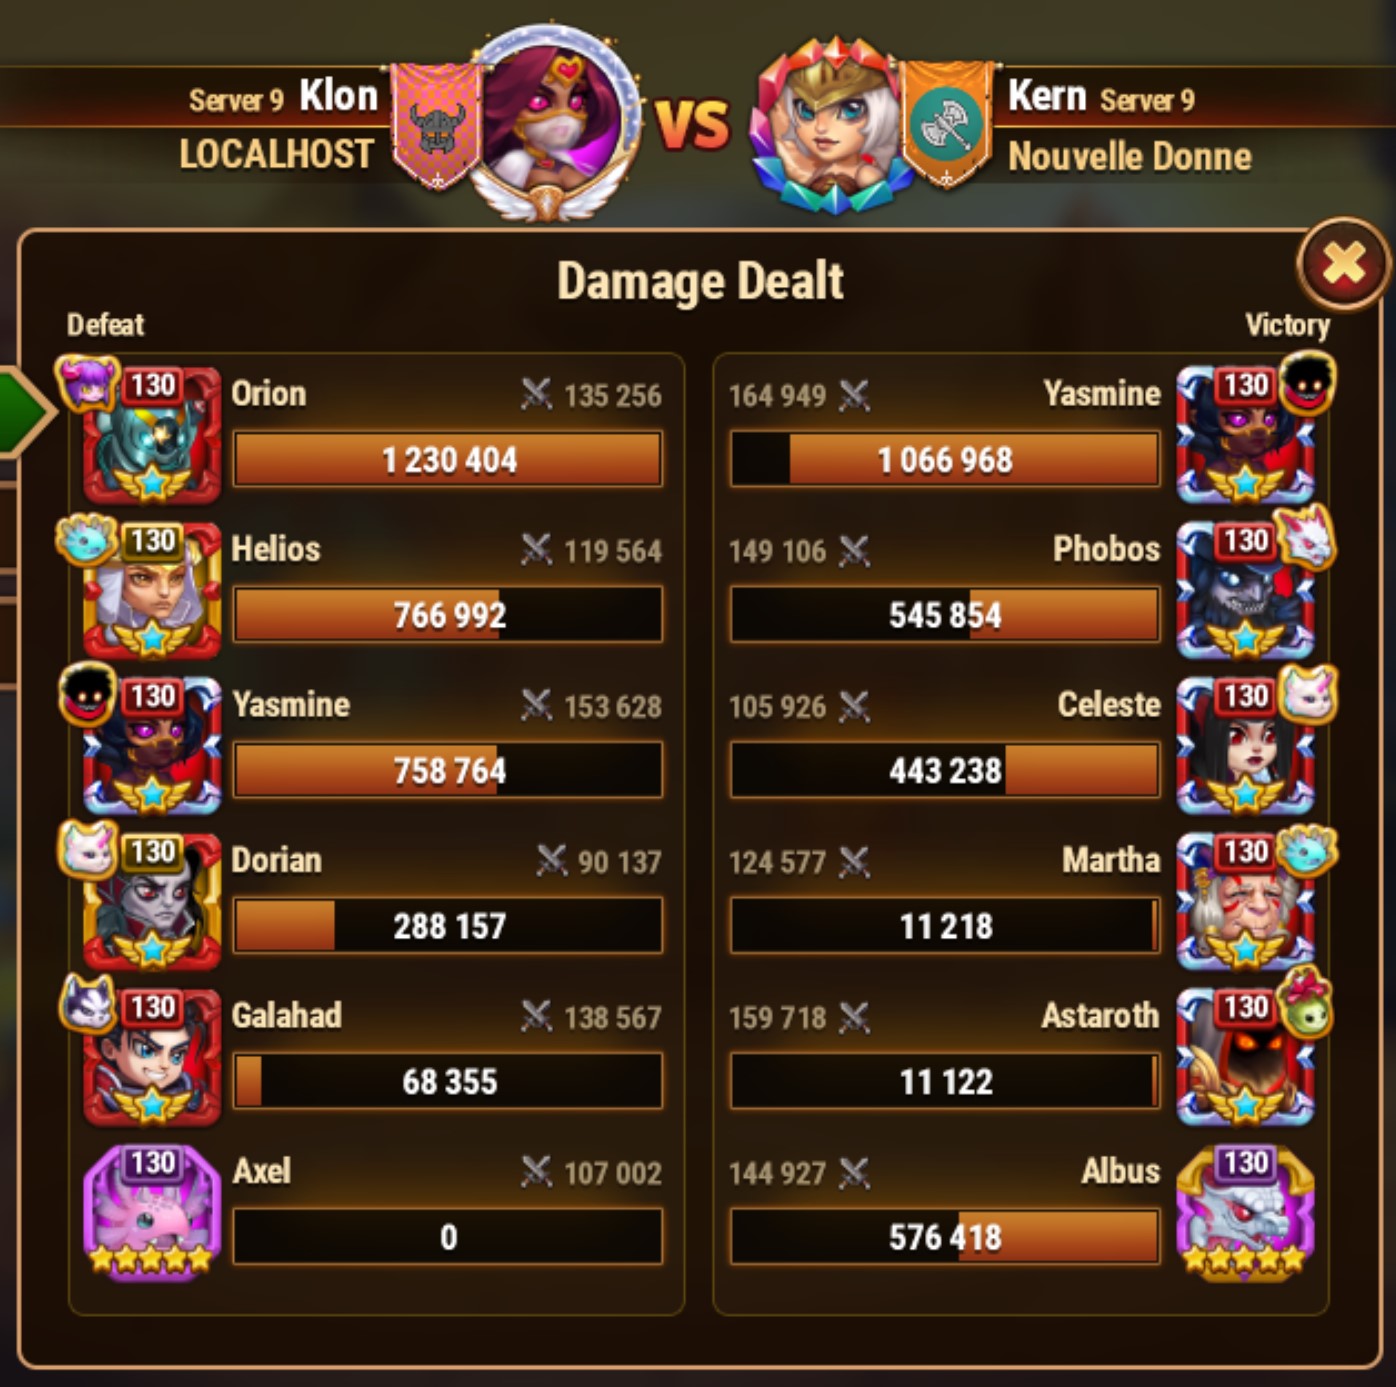 Server 9 Klon
LOCALHOST
VS
Kern Server 9
Nouvelle Donne
Damage Dealt
Defeat
Victory
130 Orion 135 256
1 230 404
164 949 Yasmine 130
1 066 968
130 Helios 119 564
766 992
149 106 Phobos 130
545 854
130 Yasmine 153 628
758 764
105 926 Celeste 130
443 238
130 Dorian 90 137
288 157
124 577 Martha 130
11 218
130 Galahad 138 567
68 355
159 718 Astaroth 130
11 122
130 Axel 107 002
0
144 927 Albus 130
576 418